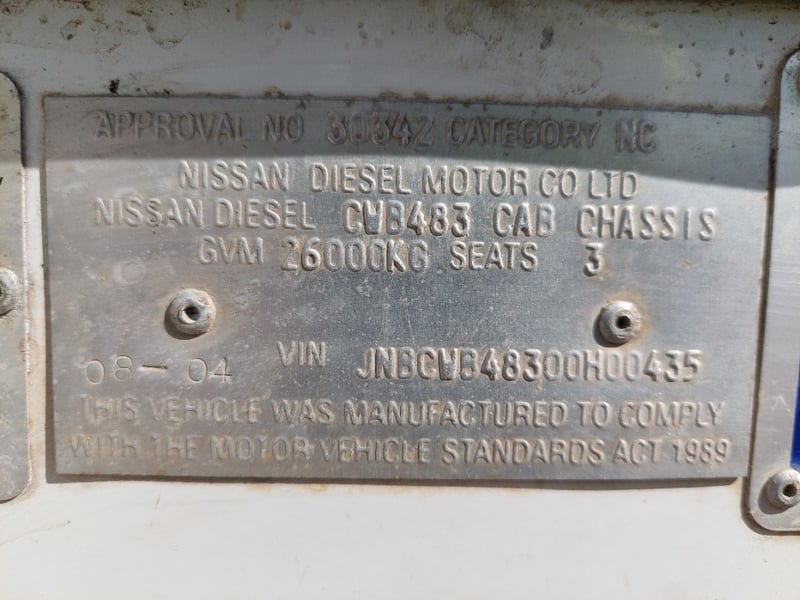 APPROVAL NO 30342 CATEGORY NC
NISSAN DIESEL MOTOR CO LTD
NISSAN DIESEL CWB483 CAB CHASSIS
GVM 26000KG SEATS 3
08-04 VIN JNBCWB48300H00435
THIS VEHICLE WAS MANUFACTURED TO COMPLY
WITH THE MOTOR VEHICLE STANDARDS ACT 1989